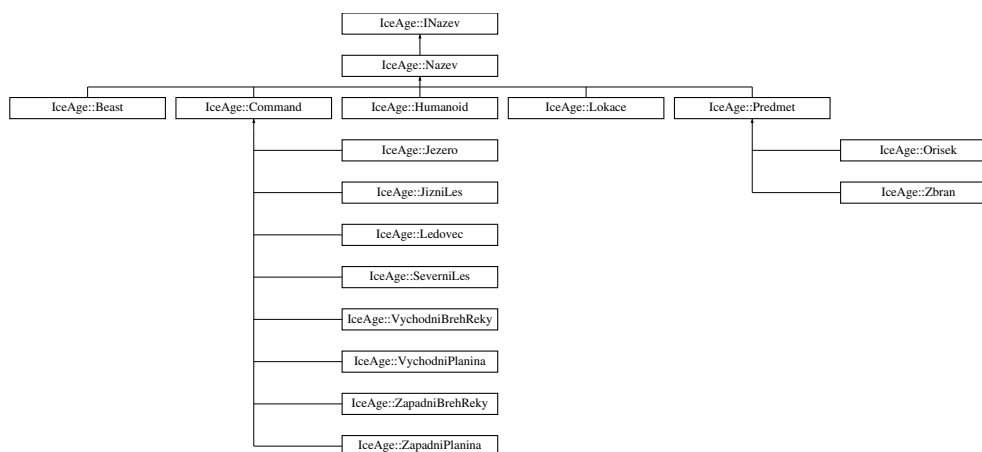 IceAge::INazev
IceAge::Nazev
IceAge::Beast IceAge::Command IceAge::Humanoid IceAge::Lokace IceAge::Predmet
IceAge::Jezero IceAge::Orisek
IceAge::JizniLes IceAge::Zbran
IceAge::Ledovec
IceAge::SeverniLes
IceAge::VychodniBrehReky
IceAge::VychodniPlanina
IceAge::ZapadniBrehReky
IceAge::ZapadniPlanina